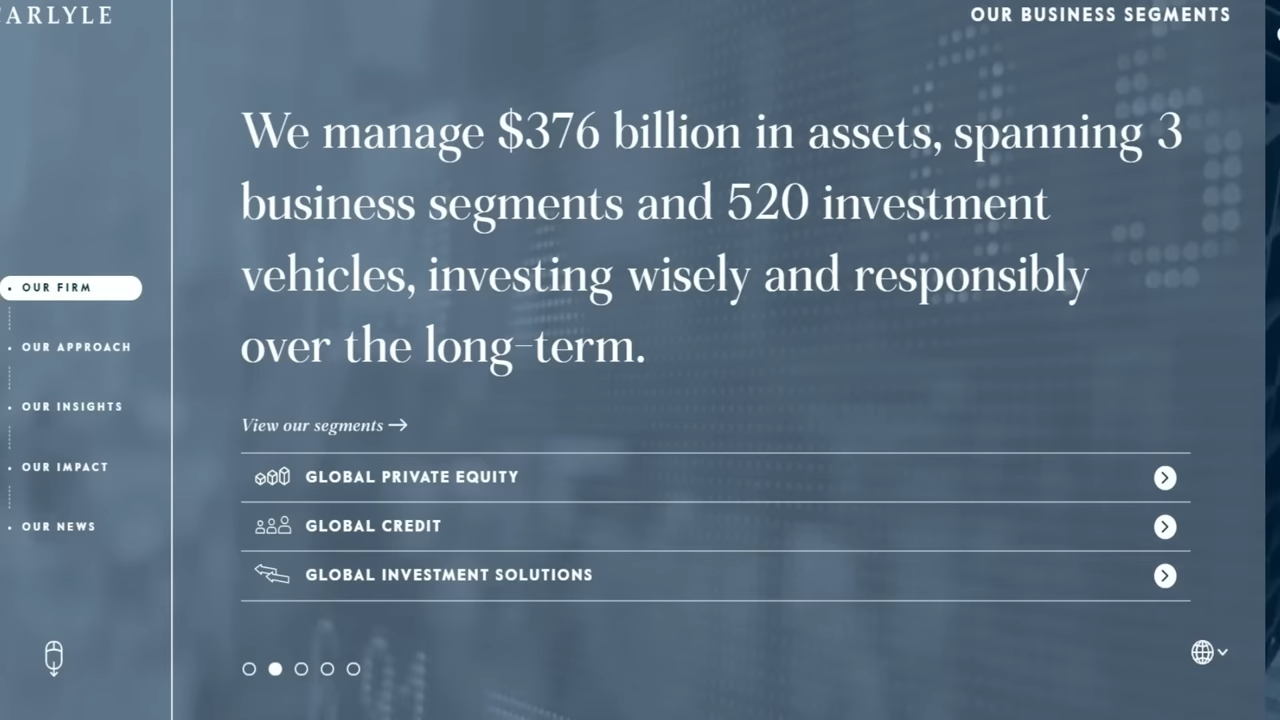 CARLYLE
OUR BUSINESS SEGMENTS
We manage $376 billion in assets, spanning 3
business segments and 520 investment
vehicles, investing wisely and responsibly
over the long-term.
OUR FIRM
OUR APPROACH
OUR INSIGHTS
OUR IMPACT
OUR NEWS
View our segments →
GLOBAL PRIVATE EQUITY
GLOBAL CREDIT
GLOBAL INVESTMENT SOLUTIONS